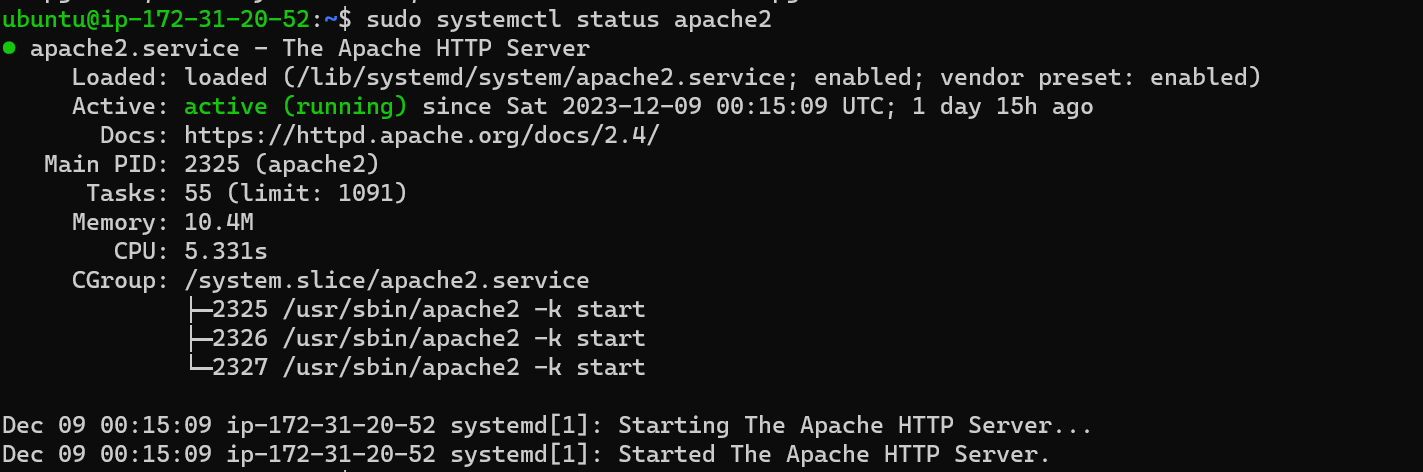 ubuntu@ip-172-31-20-52:~$ sudo systemctl status apache2
● apache2.service - The Apache HTTP Server
     Loaded: loaded (/lib/systemd/system/apache2.service; enabled; vendor preset: enabled)
     Active: active (running) since Sat 2023-12-09 00:15:09 UTC; 1 day 15h ago
       Docs: https://httpd.apache.org/docs/2.4/
   Main PID: 2325 (apache2)
      Tasks: 55 (limit: 1091)
     Memory: 10.4M
        CPU: 5.331s
     CGroup: /system.slice/apache2.service
             ├─2325 /usr/sbin/apache2 -k start
             ├─2326 /usr/sbin/apache2 -k start
             └─2327 /usr/sbin/apache2 -k start

Dec 09 00:15:09 ip-172-31-20-52 systemd[1]: Starting The Apache HTTP Server...
Dec 09 00:15:09 ip-172-31-20-52 systemd[1]: Started The Apache HTTP Server.